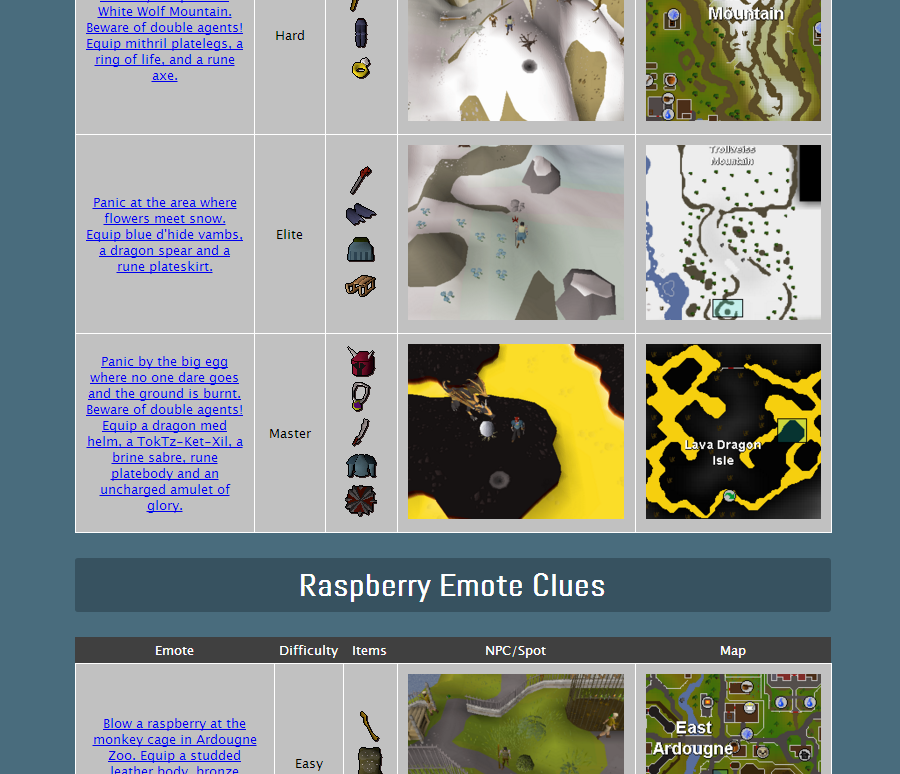 White Wolf Mountain.
Beware of double agents!
Equip mithril platelegs, a
ring of life, and a rune
axe.
Hard
Mountain
Panic at the area where
flowers meet snow.
Equip blue d'hide vambs,
a dragon spear and a
rune plateskirt.
Elite
Trollweiss
Mountain
Panic by the big egg
where no one dare goes
and the ground is burnt.
Beware of double agents!
Equip a dragon med
helm, a TokTz-Ket-Xil, a
brine sabre, rune
platebody and an
uncharged amulet of
glory.
Master
Lava Dragon
Isle
Raspberry Emote Clues
Emote Difficulty Items NPC/Spot Map
Blow a raspberry at the
monkey cage in Ardougne
Zoo. Equip a studded
leather body, bronze
Easy
East
Ardougne